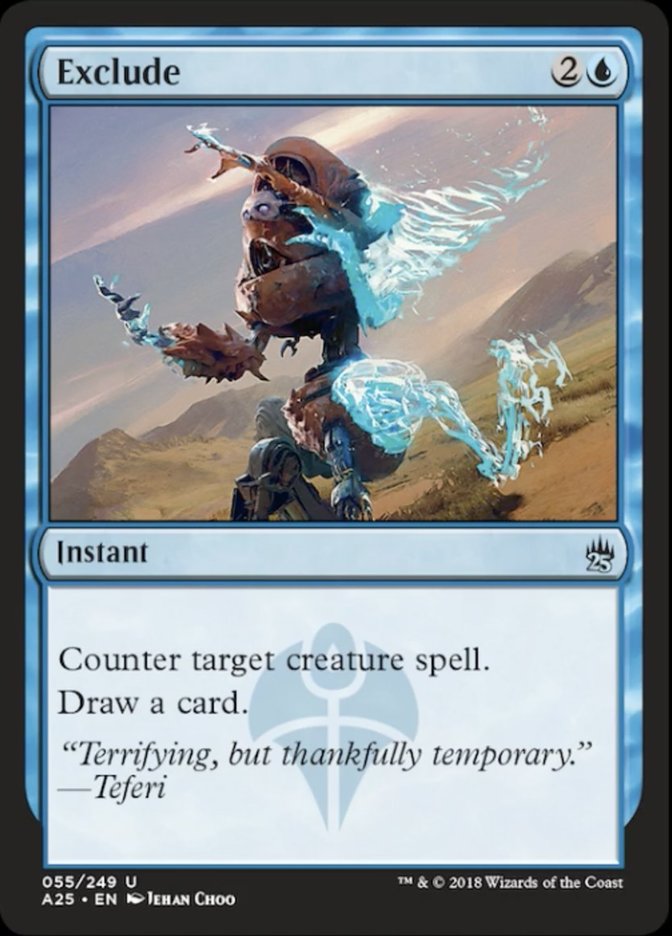 Exclude 2
Instant 25
Counter target creature spell.
Draw a card.
“Terrifying, but thankfully temporary.”
—Teferi
055/249 U
A25 • EN Jehan Choo
™ & © 2018 Wizards of the Coast